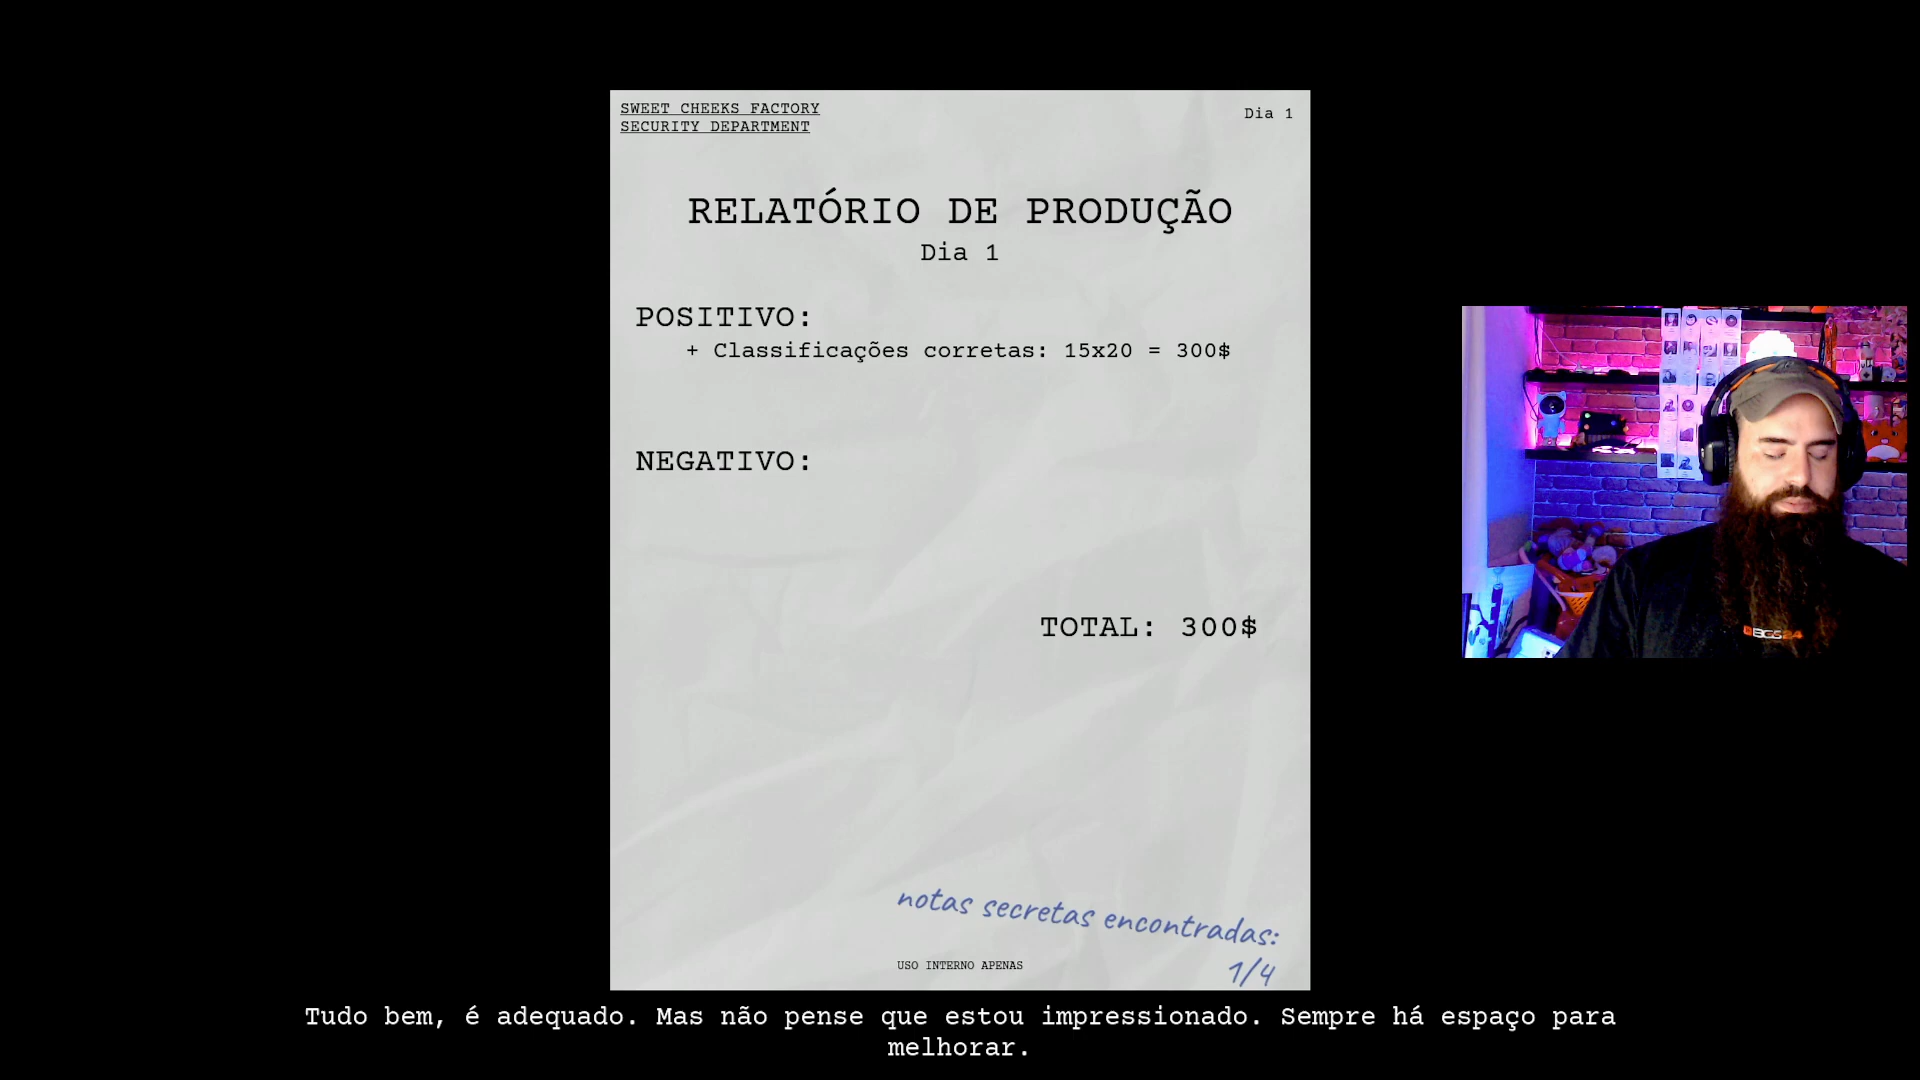 SWEET CHEEKS FACTORY
SECURITY DEPARTMENT
Dia 1
RELATÓRIO DE PRODUÇÃO
Dia 1
POSITIVO:
+ Classificações corretas: 15x20 = 300$
NEGATIVO:
TOTAL: 300$
notas secretas encontradas:
1/4
USO INTERNO APENAS
Tudo bem, é adequado. Mas não pense que estou impressionado. Sempre há espaço para
melhorar.